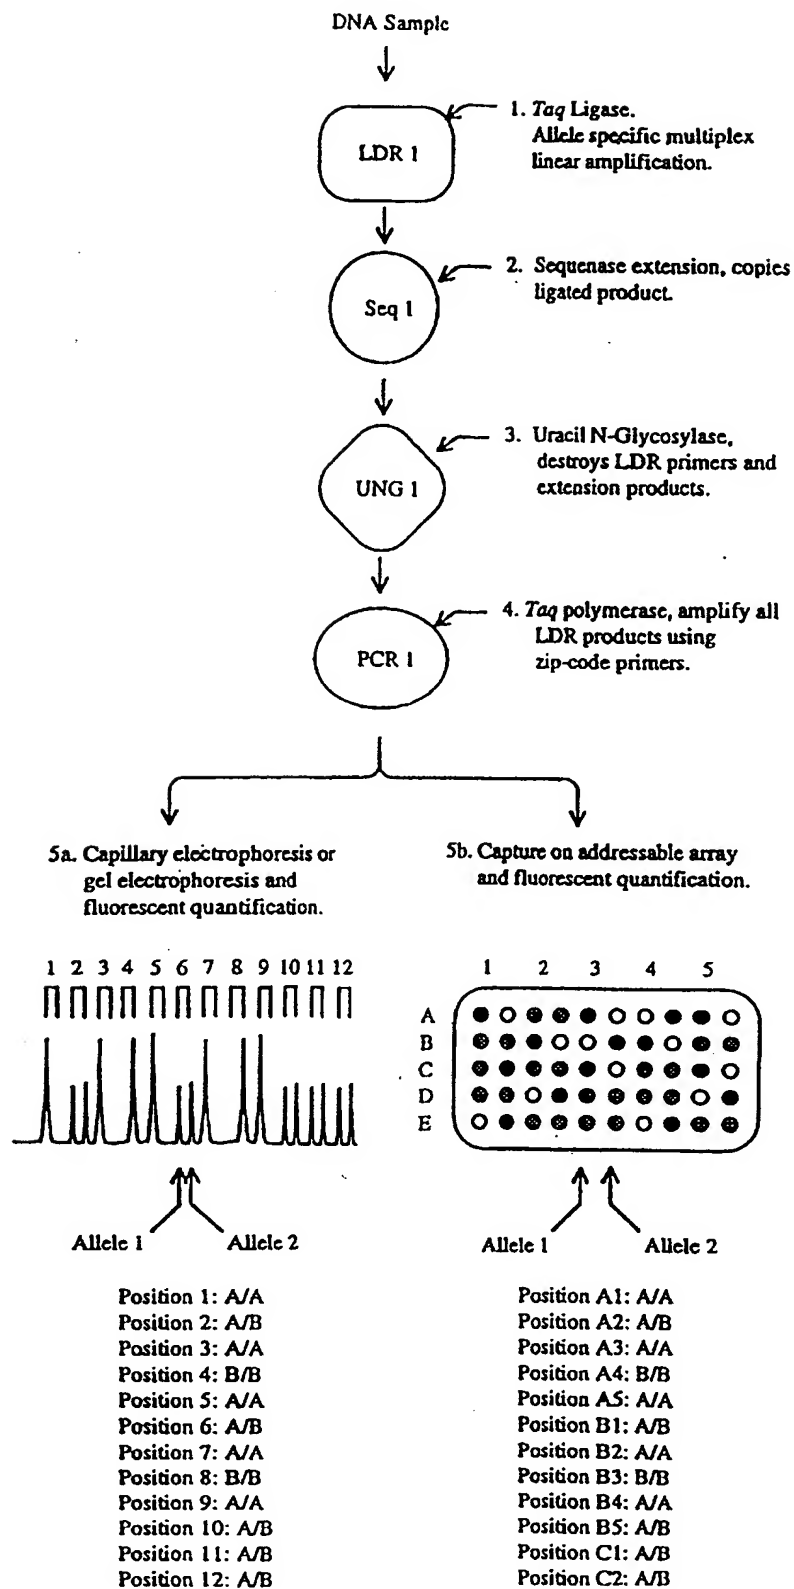 DNA Sample
LDR 1
1. Taq Ligase.
Allele specific multiplex
linear amplification.
Seq 1
2. Sequenase extension, copies
ligated product.
UNG 1
3. Uracil N-Glycosylase,
destroys LDR primers and
extension products.
PCR 1
4. Taq polymerase, amplify all
LDR products using
zip-code primers.
5a. Capillary electrophoresis or
gel electrophoresis and
fluorescent quantification.
1 2 3 4 5 6 7 8 9 10 11 12
Allele 1 Allele 2
Position 1: A/A
Position 2: A/B
Position 3: A/A
Position 4: B/B
Position 5: A/A
Position 6: A/B
Position 7: A/A
Position 8: B/B
Position 9: A/A
Position 10: A/B
Position 11: A/B
Position 12: A/B
5b. Capture on addressable array
and fluorescent quantification.
1 2 3 4 5
A
B
C
D
E
Allele 1 Allele 2
Position A1: A/A
Position A2: A/B
Position A3: A/A
Position A4: B/B
Position A5: A/A
Position B1: A/B
Position B2: A/A
Position B3: B/B
Position B4: A/A
Position B5: A/B
Position C1: A/B
Position C2: A/B